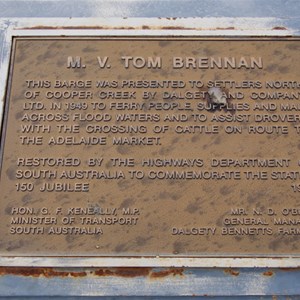 M. V. TOM BRENNAN
THIS BARGE WAS PRESENTED TO SETTLERS NORTH
OF COOPER CREEK BY DALGETY AND COMPANY
LTD. IN 1949 TO FERRY PEOPLE, SUPPLIES AND MAIL
ACROSS FLOOD WATERS AND TO ASSIST DROVERS
WITH THE CROSSING OF CATTLE ON ROUTE TO
THE ADELAIDE MARKET.
RESTORED BY THE HIGHWAYS DEPARTMENT
SOUTH AUSTRALIA TO COMMEMORATE THE STATE
150 JUBILEE
HON. G. F. KENEALLY, M.P.
MINISTER OF TRANSPORT
SOUTH AUSTRALIA
MR. N. D. O'B
GENERAL MANA
DALGETY BENNETTS FARM